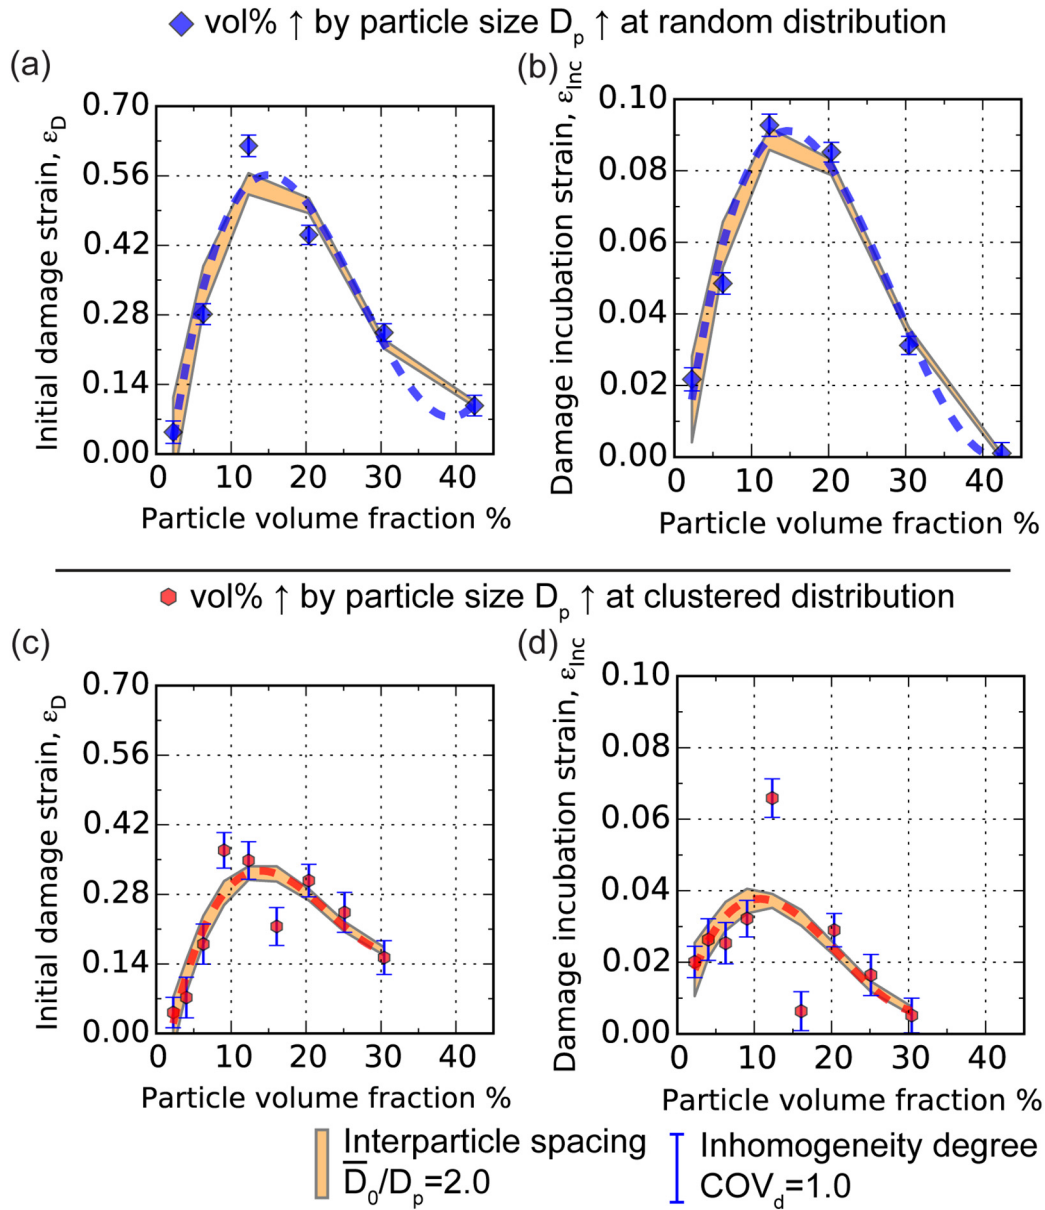 vol% ↑ by particle size Dp ↑ at random distribution
(a)
(b)
Initial damage strain, εD
0.70
0.56
0.42
0.28
0.14
0.00
0 10 20 30 40
Particle volume fraction %
Damage incubation strain, εInc
0.10
0.08
0.06
0.04
0.02
0.00
0 10 20 30 40
Particle volume fraction %
vol% ↑ by particle size Dp ↑ at clustered distribution
(c)
(d)
Initial damage strain, εD
0.70
0.56
0.42
0.28
0.14
0.00
0 10 20 30 40
Particle volume fraction %
Damage incubation strain, εInc
0.10
0.08
0.06
0.04
0.02
0.00
0 10 20 30 40
Particle volume fraction %
Interparticle spacing
D̅0/Dp=2.0
Inhomogeneity degree
COVd=1.0